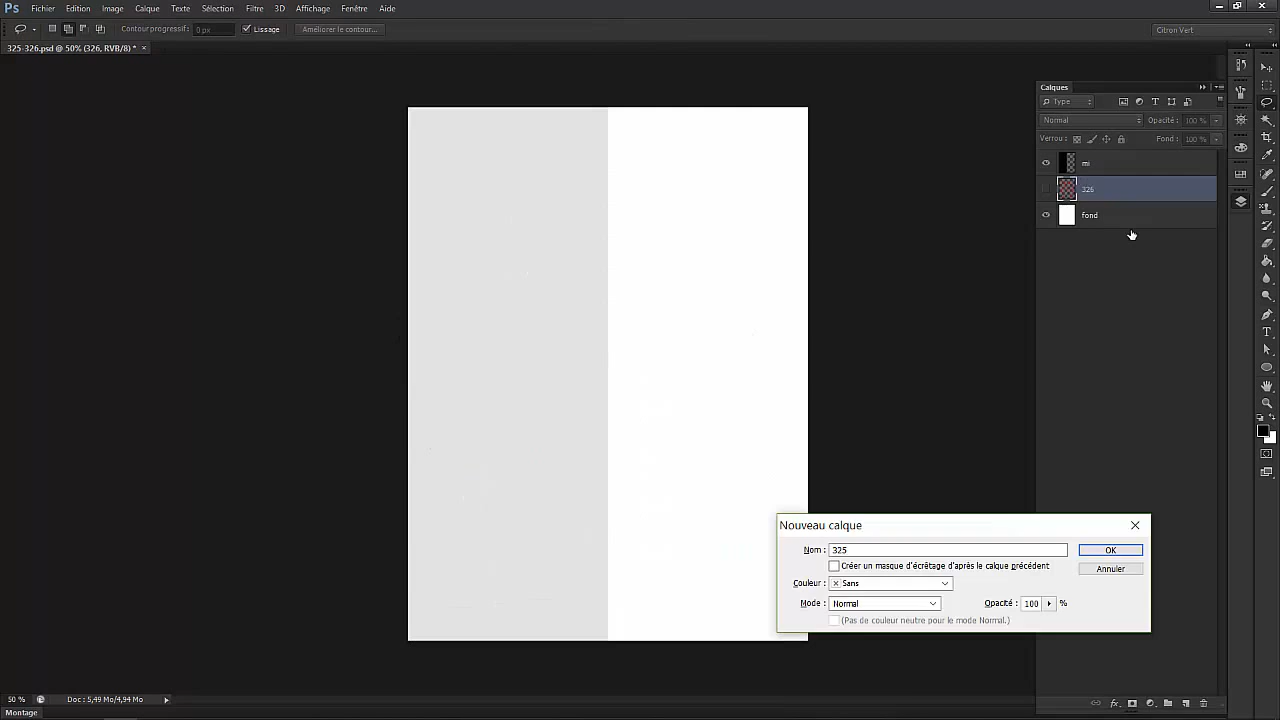 Ps Fichier Edition Image Calque Texte Sélection Filtre 3D Affichage Fenêtre Aide
Contour progressif: 0 px Lissage Améliorer le contour... Citron Vert
325-326.psd @ 50% (326, RVB/8) * ×
Calques
Type
Normal Opacité: 100 %
Verrou: Fond: 100 %
mi
326
fond
Nouveau calque
Nom : 325 OK
Créer un masque d'écrêtage d'après le calque précédent
Annuler
Couleur : Sans
Mode : Normal Opacité : 100 %
(Pas de couleur neutre pour le mode Normal.)
50 % Doc : 5,49 Mo/4,94 Mo
fx
Montage